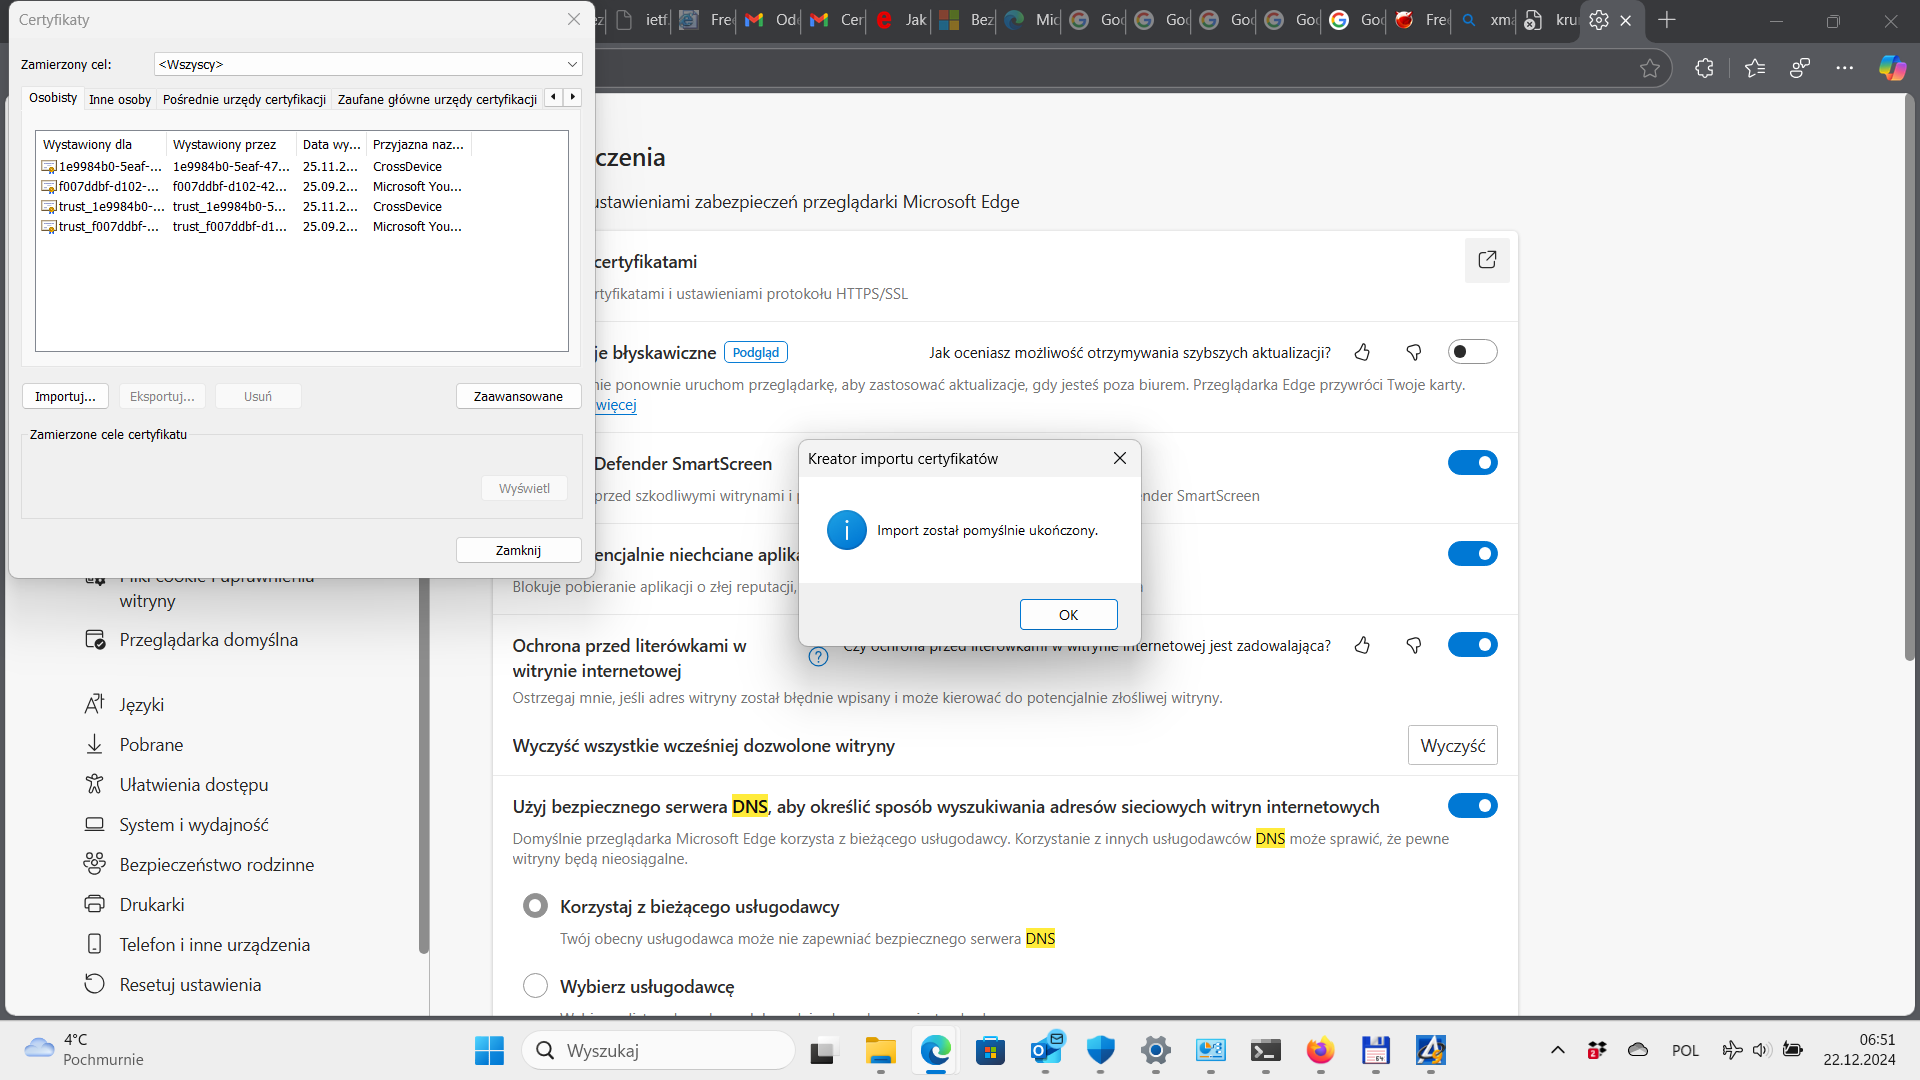 Certyfikaty
Zamierzony cel:
<Wszyscy>
Osobisty
Inne osoby
Pośrednie urzędy certyfikacji
Zaufane główne urzędy certyfikacji
Wystawiony dla
Wystawiony przez
Data wy...
Przyjazna naz...
1e9984b0-5eaf-...
1e9984b0-5eaf-47...
25.11.2...
CrossDevice
f007ddbf-d102-...
f007ddbf-d102-42...
25.09.2...
Microsoft You...
trust_1e9984b0-...
trust_1e9984b0-5...
25.11.2...
CrossDevice
trust_f007ddbf-...
trust_f007ddbf-d1...
25.09.2...
Microsoft You...
Importuj...
Eksportuj...
Usuń
Zaawansowane
Zamierzone cele certyfikatu
Wyświetl
Zamknij
ietf.
Free
Ode
Cer
Jak
Bez
Mic
Goo
Goo
Goo
Goo
Goo
Free
xma
kru
czenia
ustawieniami zabezpieczeń przeglądarki Microsoft Edge
certyfikatami
rtyfikatami i ustawieniami protokołu HTTPS/SSL
je błyskawiczne
Podgląd
Jak oceniasz możliwość otrzymywania szybszych aktualizacji?
nie ponownie uruchom przeglądarkę, aby zastosować aktualizacje, gdy jesteś poza biurem. Przeglądarka Edge przywróci Twoje karty.
więcej
Defender SmartScreen
przed szkodliwymi witrynami i
nder SmartScreen
encjalnie niechciane aplika
Blokuje pobieranie aplikacji o złej reputacji,
Kreator importu certyfikatów
Import został pomyślnie ukończony.
OK
Ochrona przed literówkami w
witrynie internetowej
Czy ochrona przed literówkami w witrynie internetowej jest zadowalająca?
Ostrzegaj mnie, jeśli adres witryny został błędnie wpisany i może kierować do potencjalnie złośliwej witryny.
Wyczyść wszystkie wcześniej dozwolone witryny
Wyczyść
Użyj bezpiecznego serwera DNS, aby określić sposób wyszukiwania adresów sieciowych witryn internetowych
Domyślnie przeglądarka Microsoft Edge korzysta z bieżącego usługodawcy. Korzystanie z innych usługodawców DNS może sprawić, że pewne
witryny będą nieosiągalne.
Korzystaj z bieżącego usługodawcy
Twój obecny usługodawca może nie zapewniać bezpiecznego serwera DNS
Wybierz usługodawcę
Pliki cookie i uprawnienia
witryny
Przeglądarka domyślna
Języki
Pobrane
Ułatwienia dostępu
System i wydajność
Bezpieczeństwo rodzinne
Drukarki
Telefon i inne urządzenia
Resetuj ustawienia
4°C
Pochmurnie
Wyszukaj
64
2
POL
06:51
22.12.2024